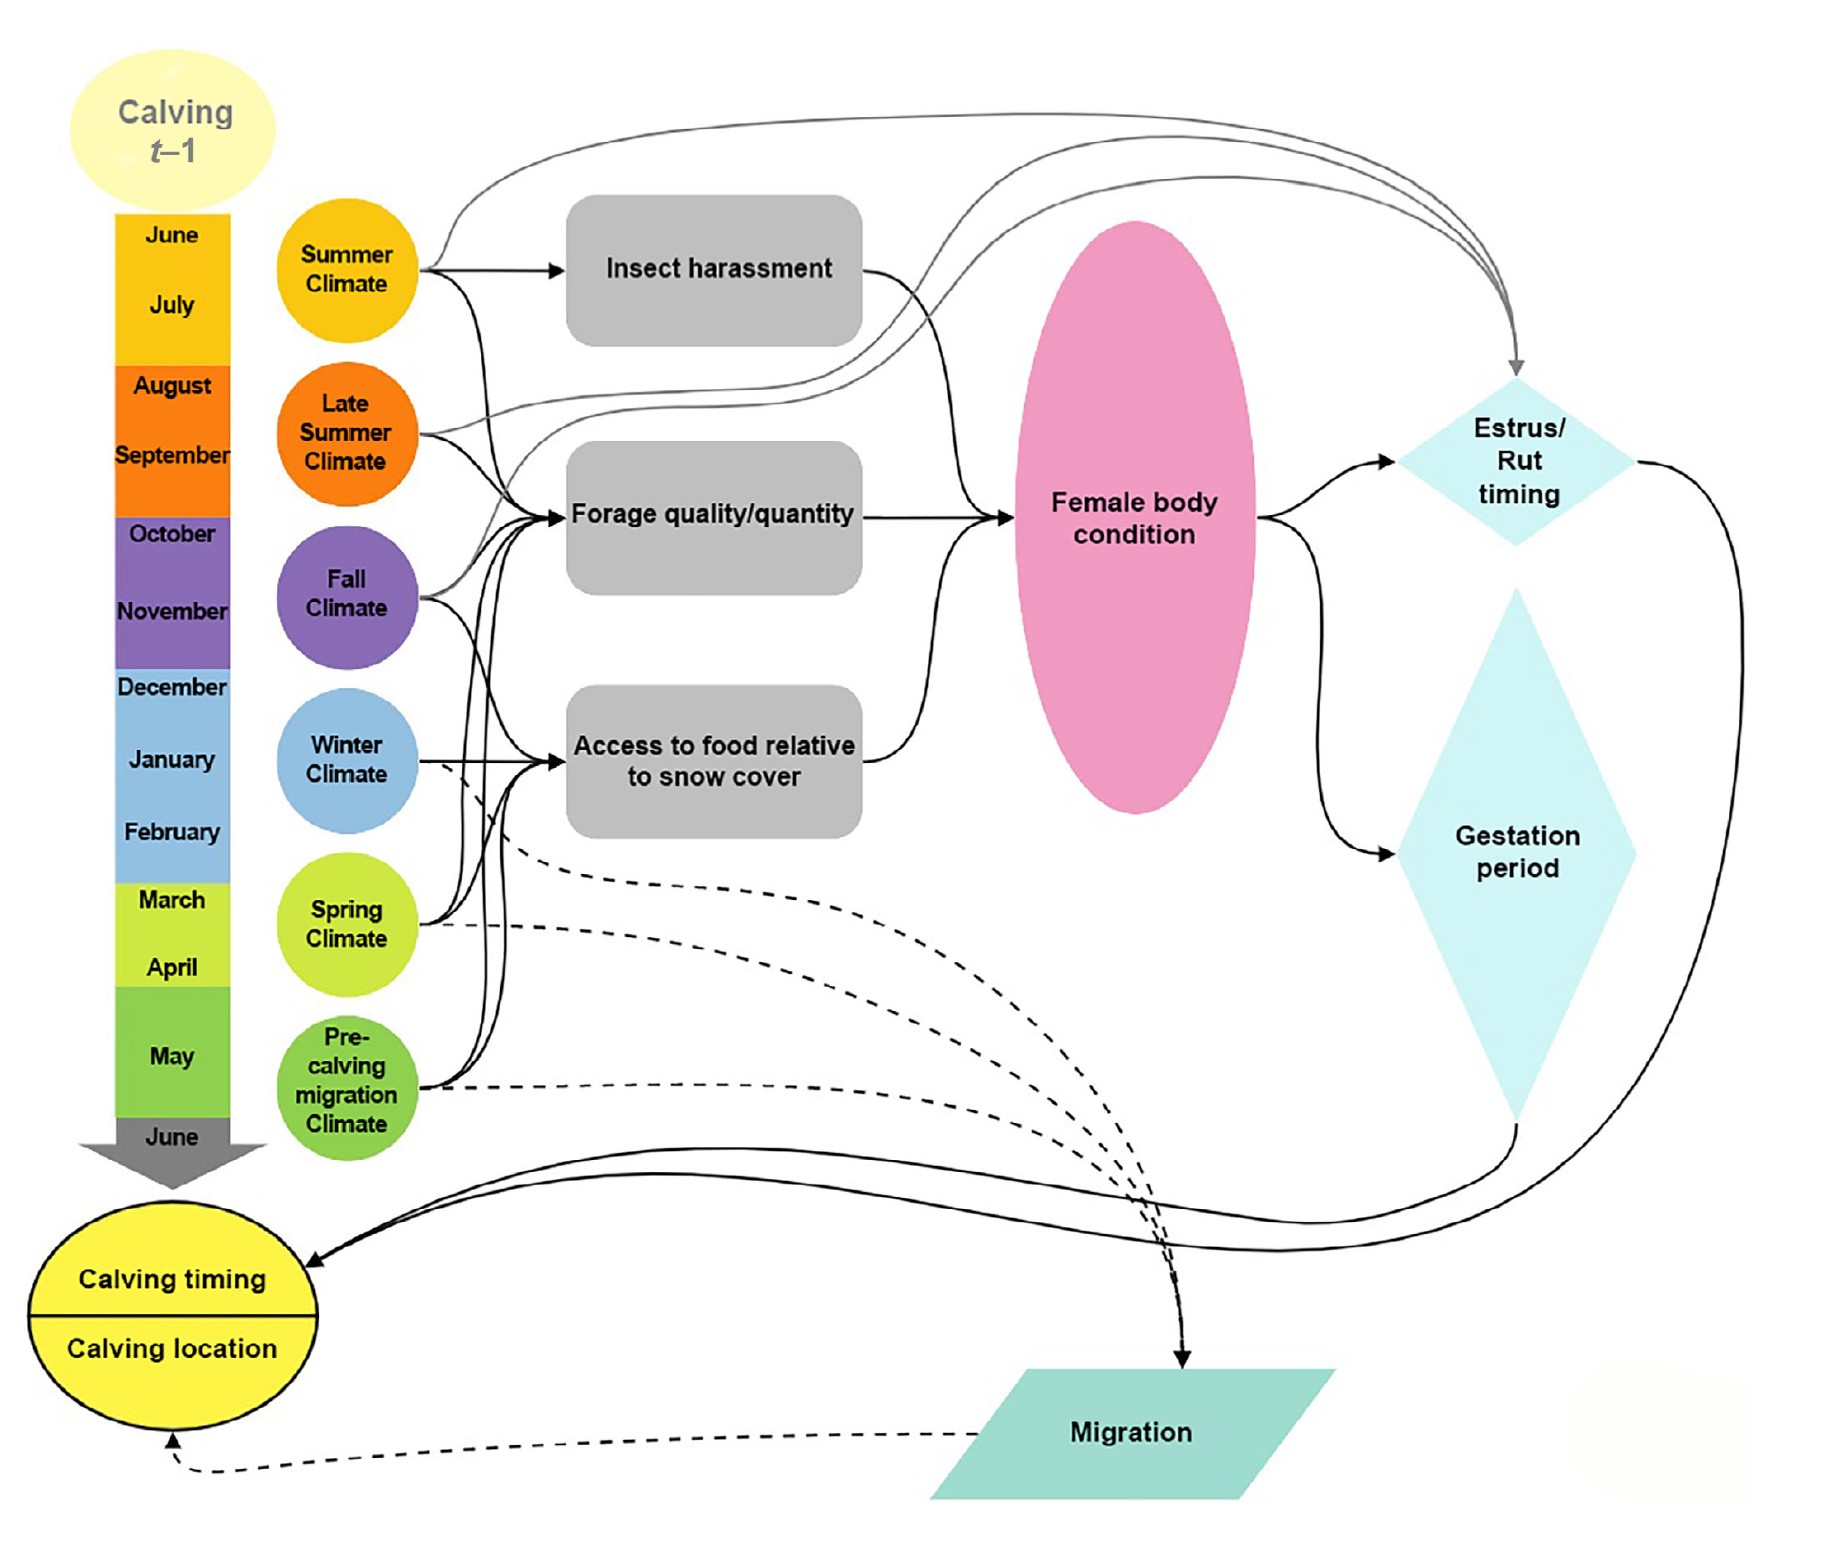 Calving
t–1
June
July
August
September
October
November
December
January
February
March
April
May
June
Summer
Climate
Late
Summer
Climate
Fall
Climate
Winter
Climate
Spring
Climate
Pre-
calving
migration
Climate
Insect harassment
Forage quality/quantity
Access to food relative
to snow cover
Female body
condition
Estrus/
Rut
timing
Gestation
period
Calving timing
Calving location
Migration